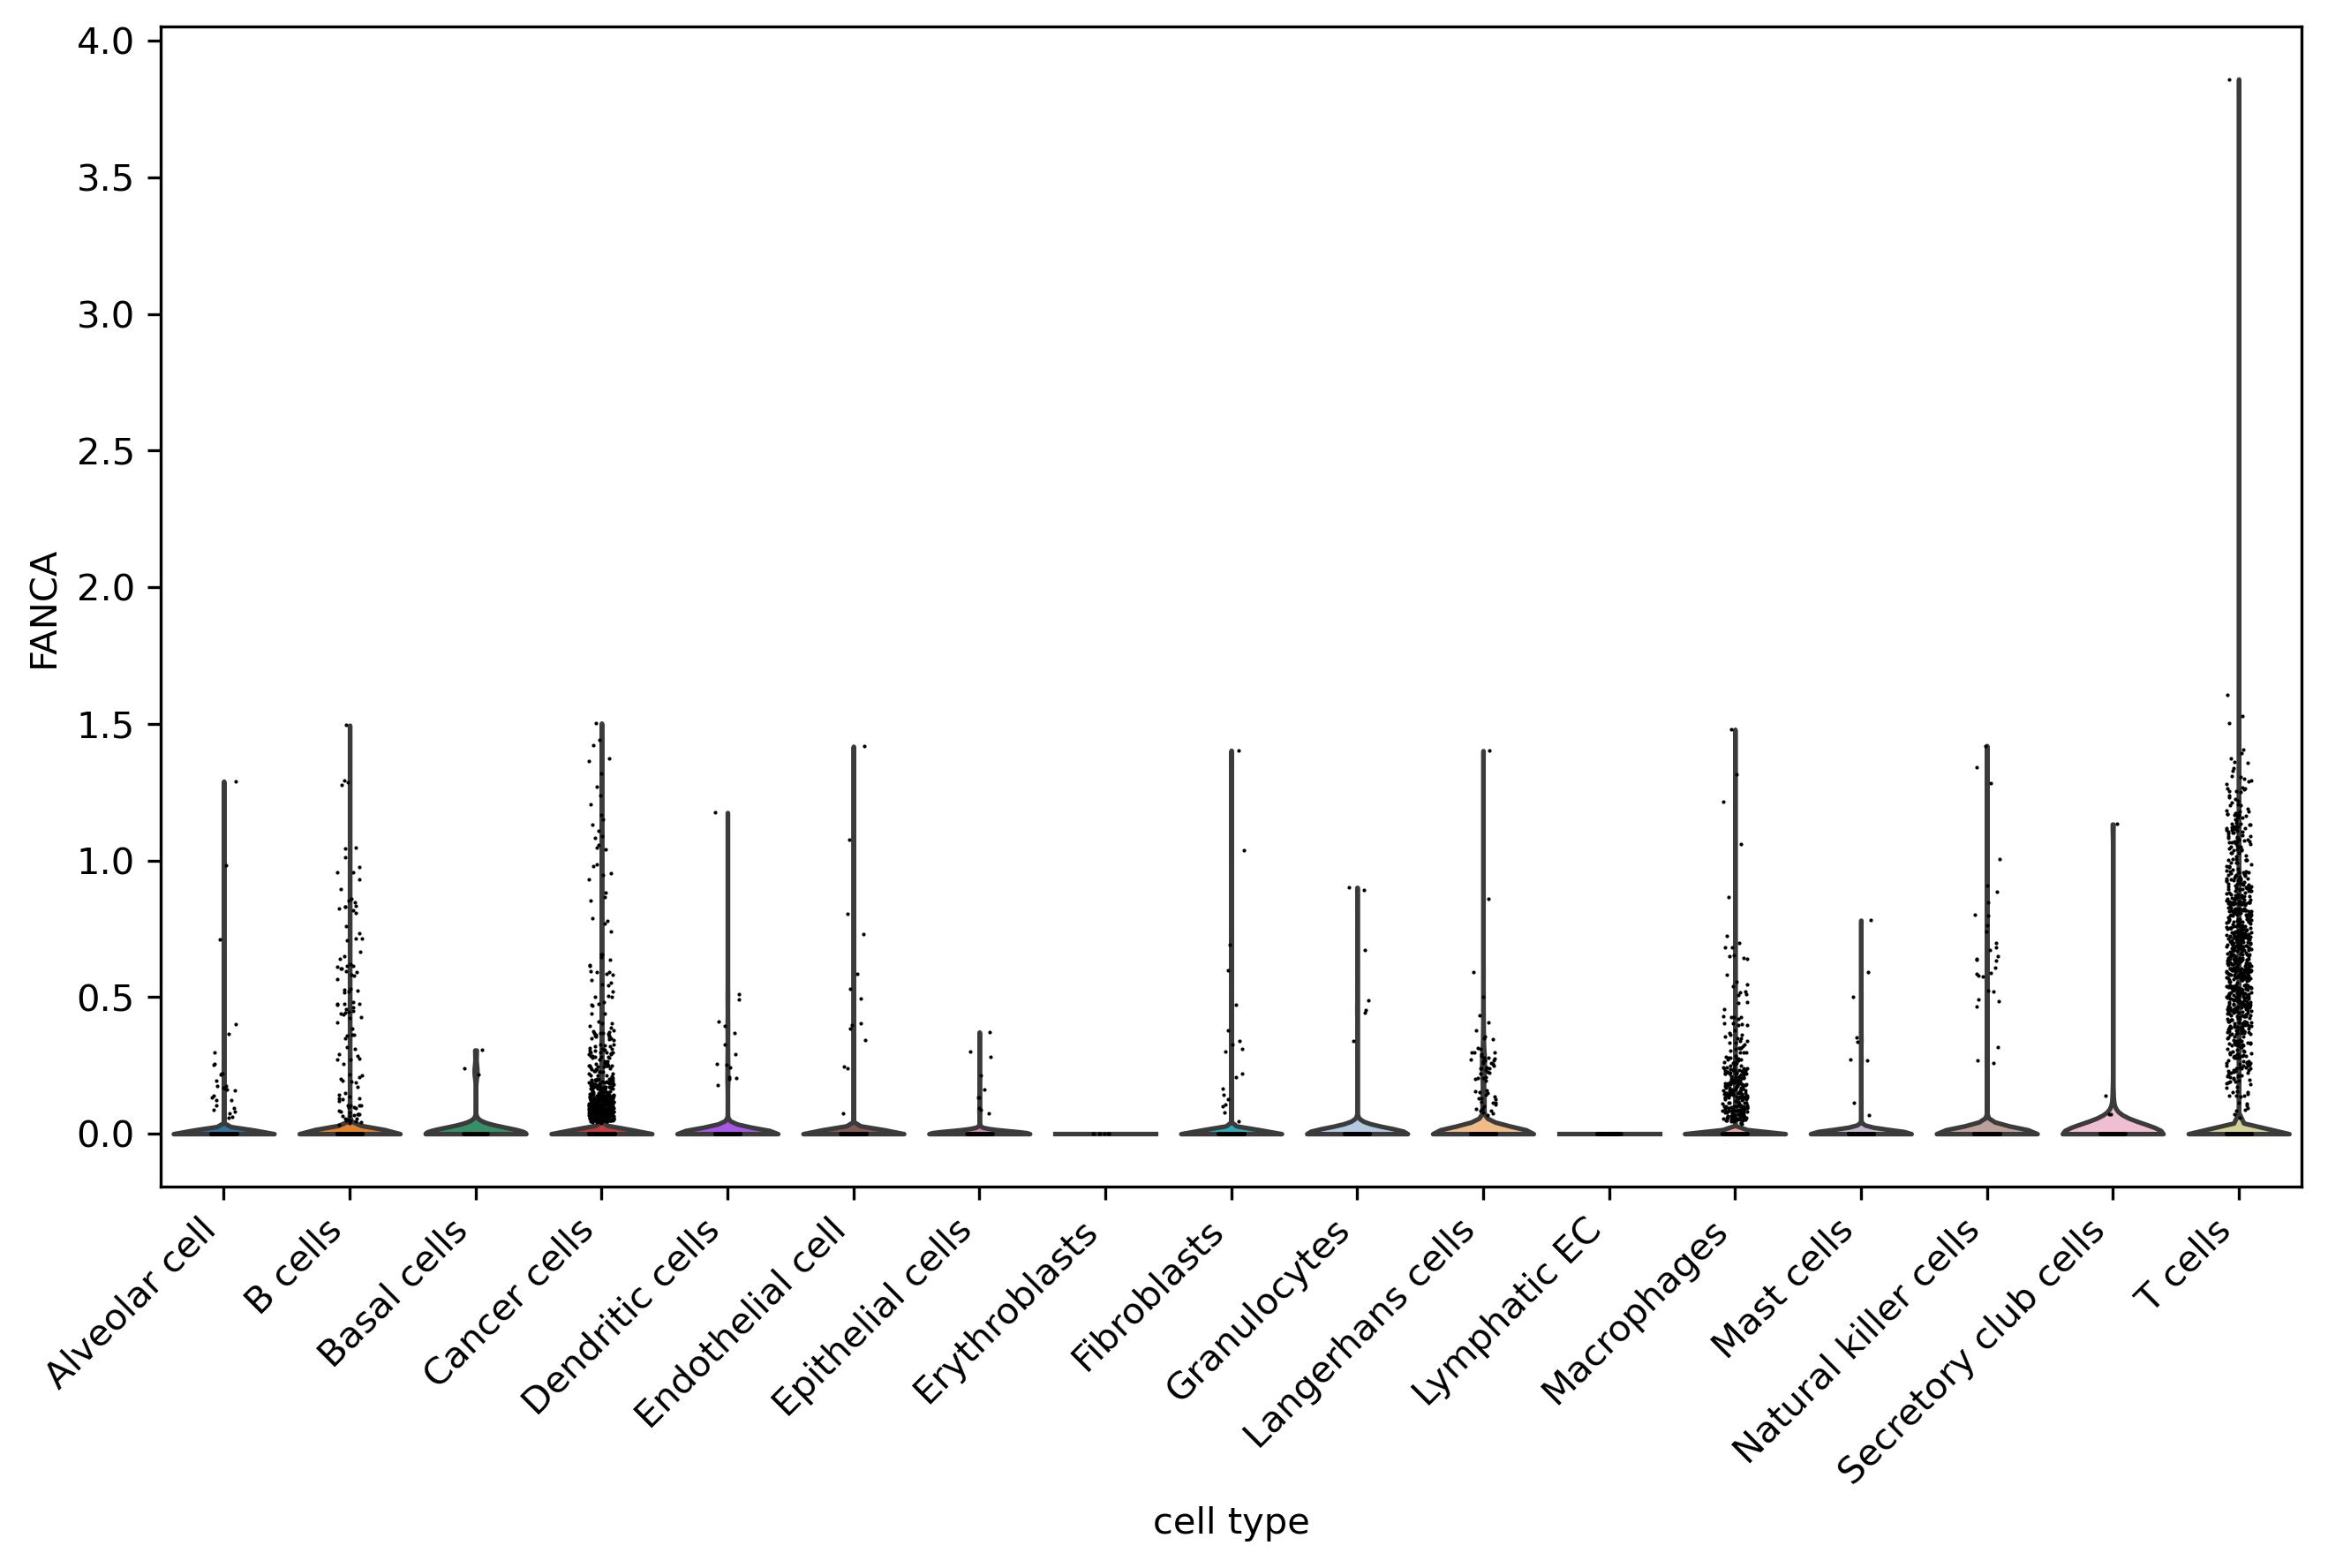 4.0
3.5
3.0
2.5
2.0
1.5
1.0
0.5
0.0
FANCA
Alveolar cell
B cells
Basal cells
Cancer cells
Dendritic cells
Endothelial cell
Epithelial cells
Erythroblasts
Fibroblasts
Granulocytes
Langerhans cells
Lymphatic EC
Macrophages
Mast cells
Natural killer cells
Secretory club cells
T cells
cell type